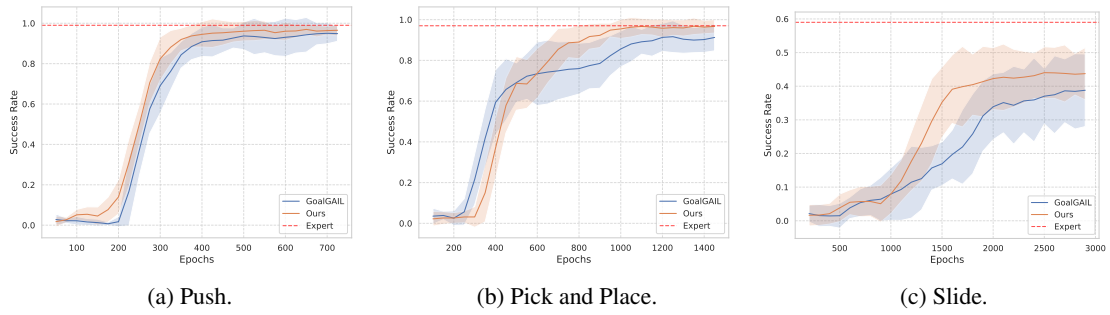 1.0
0.8
0.6
0.4
0.2
0.0
Success Rate
100 200 300 400 500 600 700
Epochs
GoalGAIL
Ours
Expert
(a) Push.
1.0
0.8
0.6
0.4
0.2
0.0
Success Rate
200 400 600 800 1000 1200 1400
Epochs
GoalGAIL
Ours
Expert
(b) Pick and Place.
0.6
0.5
0.4
0.3
0.2
0.1
0.0
Success Rate
500 1000 1500 2000 2500 3000
Epochs
GoalGAIL
Ours
Expert
(c) Slide.